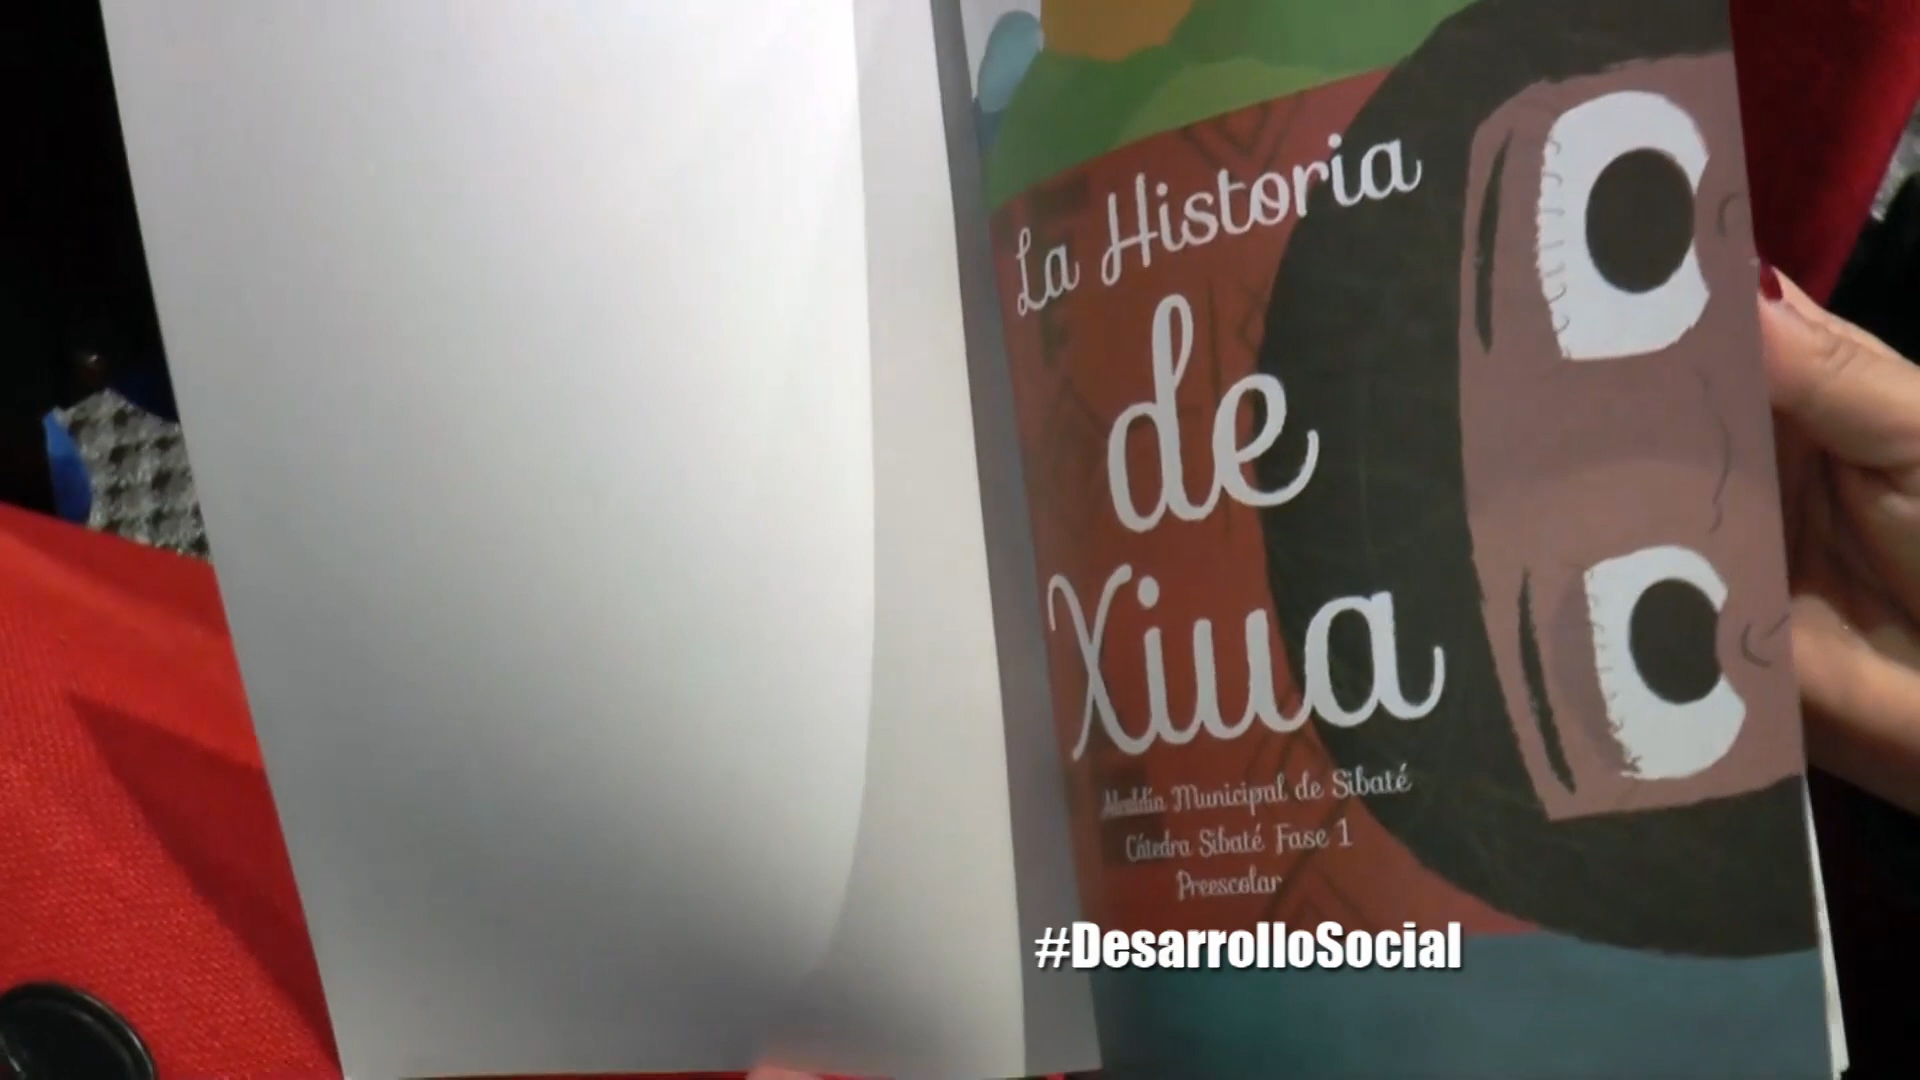 La Historia
de
Xiua
Alcaldía Municipal de Sibaté
Cátedra Sibaté Fase 1
Preescolar
#DesarrolloSocial